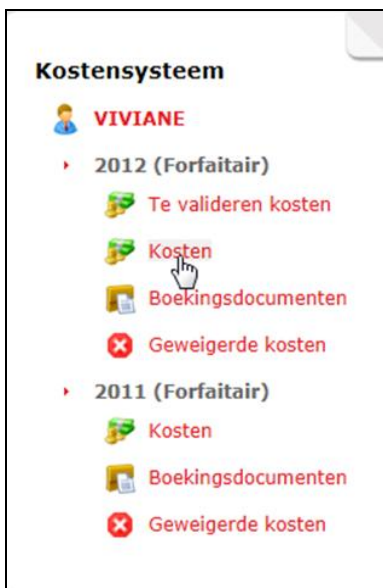 Kostensysteem
VIVIANE
2012 (Forfaitair)
Te valideren kosten
Kosten
Boekingsdocumenten
Geweigerde kosten
2011 (Forfaitair)
Kosten
Boekingsdocumenten
Geweigerde kosten